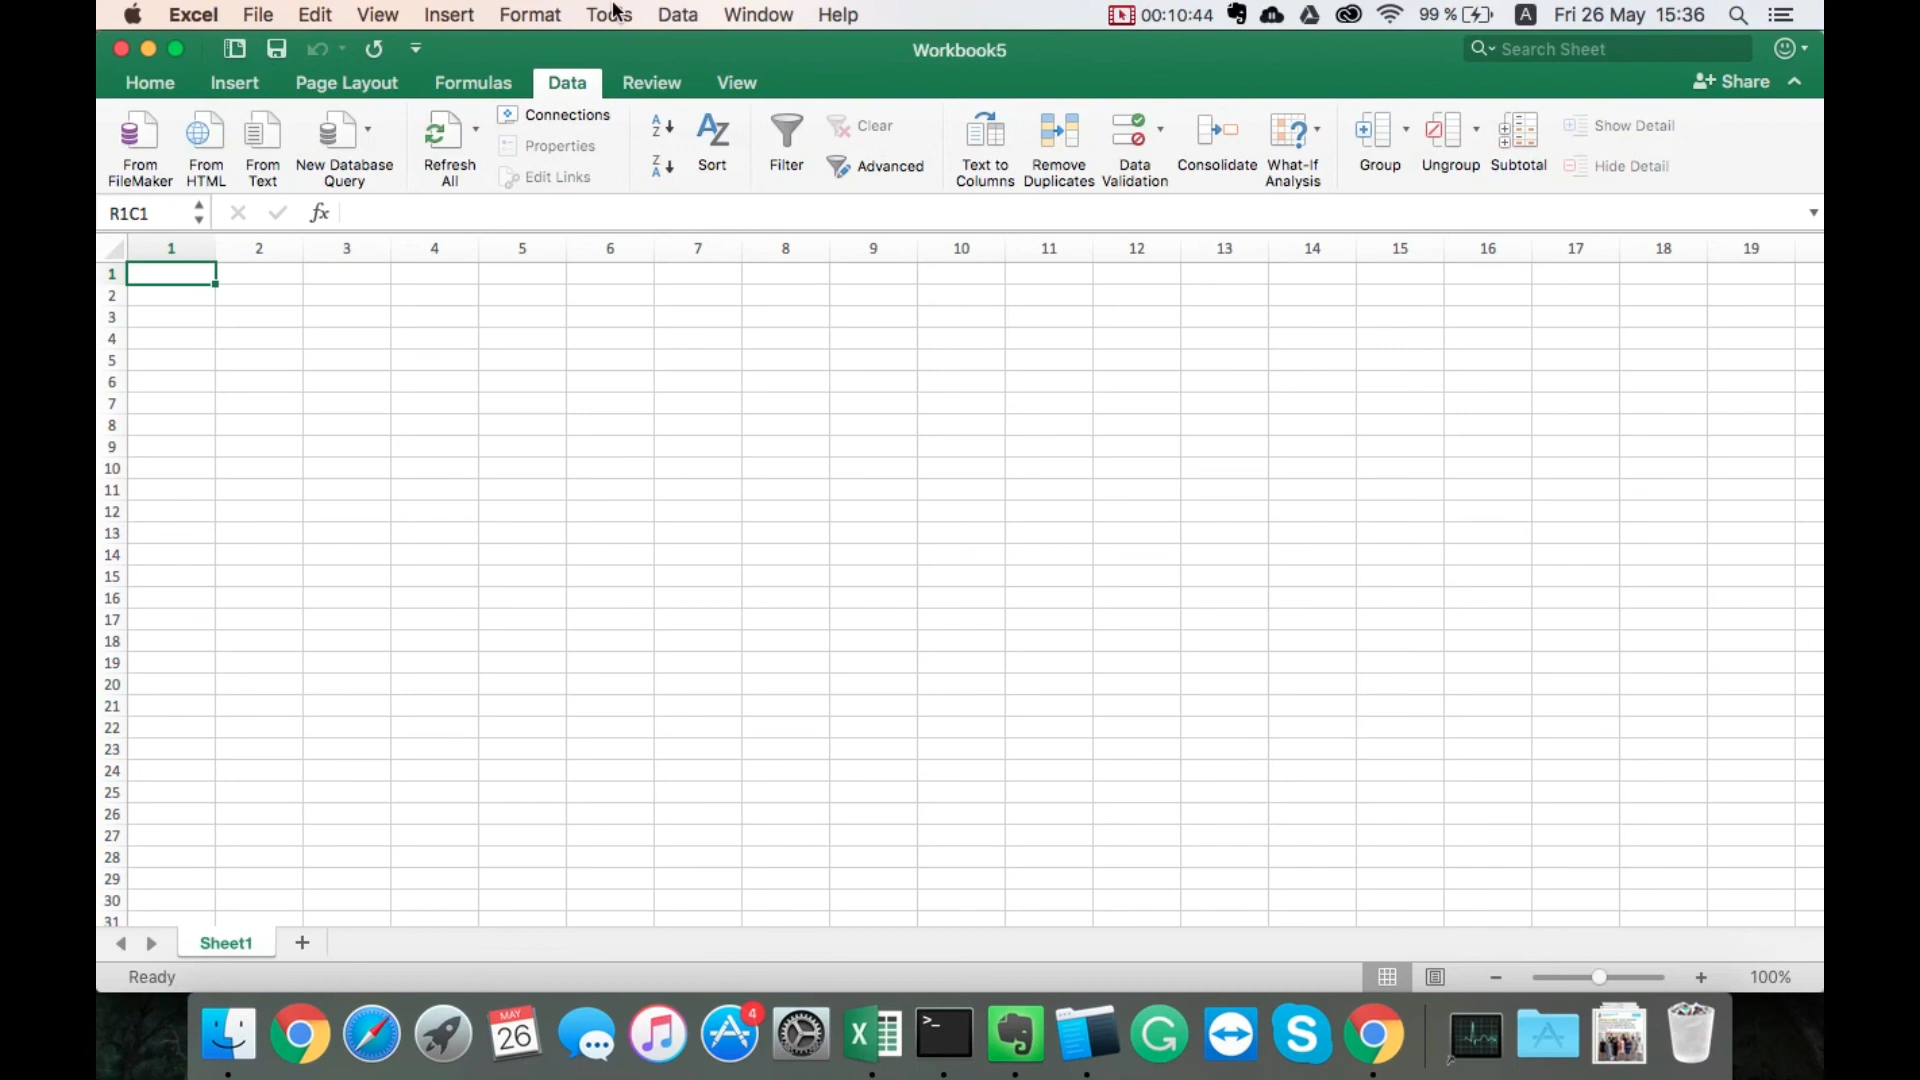 Excel File Edit View Insert Format Tools Data Window Help 00:10:44 99 % A Fri 26 May 15:36
Workbook5
Search Sheet
Home Insert Page Layout Formulas Data Review View
Share
From FileMaker
From HTML
From Text
New Database Query
Refresh All
Connections
Properties
Edit Links
A
Z
Z
A
AZ
Sort
Filter
Clear
Advanced
Text to Columns
Remove Duplicates
Data Validation
Consolidate
What-If Analysis
Group
Ungroup
Subtotal
Show Detail
Hide Detail
R1C1
fx
1 2 3 4 5 6 7 8 9 10 11 12 13 14 15 16 17 18 19
1
2
3
4
5
6
7
8
9
10
11
12
13
14
15
16
17
18
19
20
21
22
23
24
25
26
27
28
29
30
31
Sheet1 +
Ready
100%
MAY
26
4
X
>_
G
S